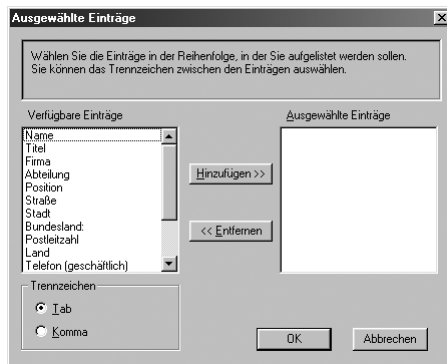 Ausgewählte Einträge
Wählen Sie die Einträge in der Reihenfolge, in der Sie aufgelistet werden sollen.
Sie können das Trennzeichen zwischen den Einträgen auswählen.
Verfügbare Einträge
Name
Titel
Firma
Abteilung
Position
Straße
Stadt
Bundesland:
Postleitzahl
Land
Telefon (geschäftlich)
Hinzufügen >>
<< Entfernen
Ausgewählte Einträge
Trennzeichen
Tab
Komma
OK
Abbrechen